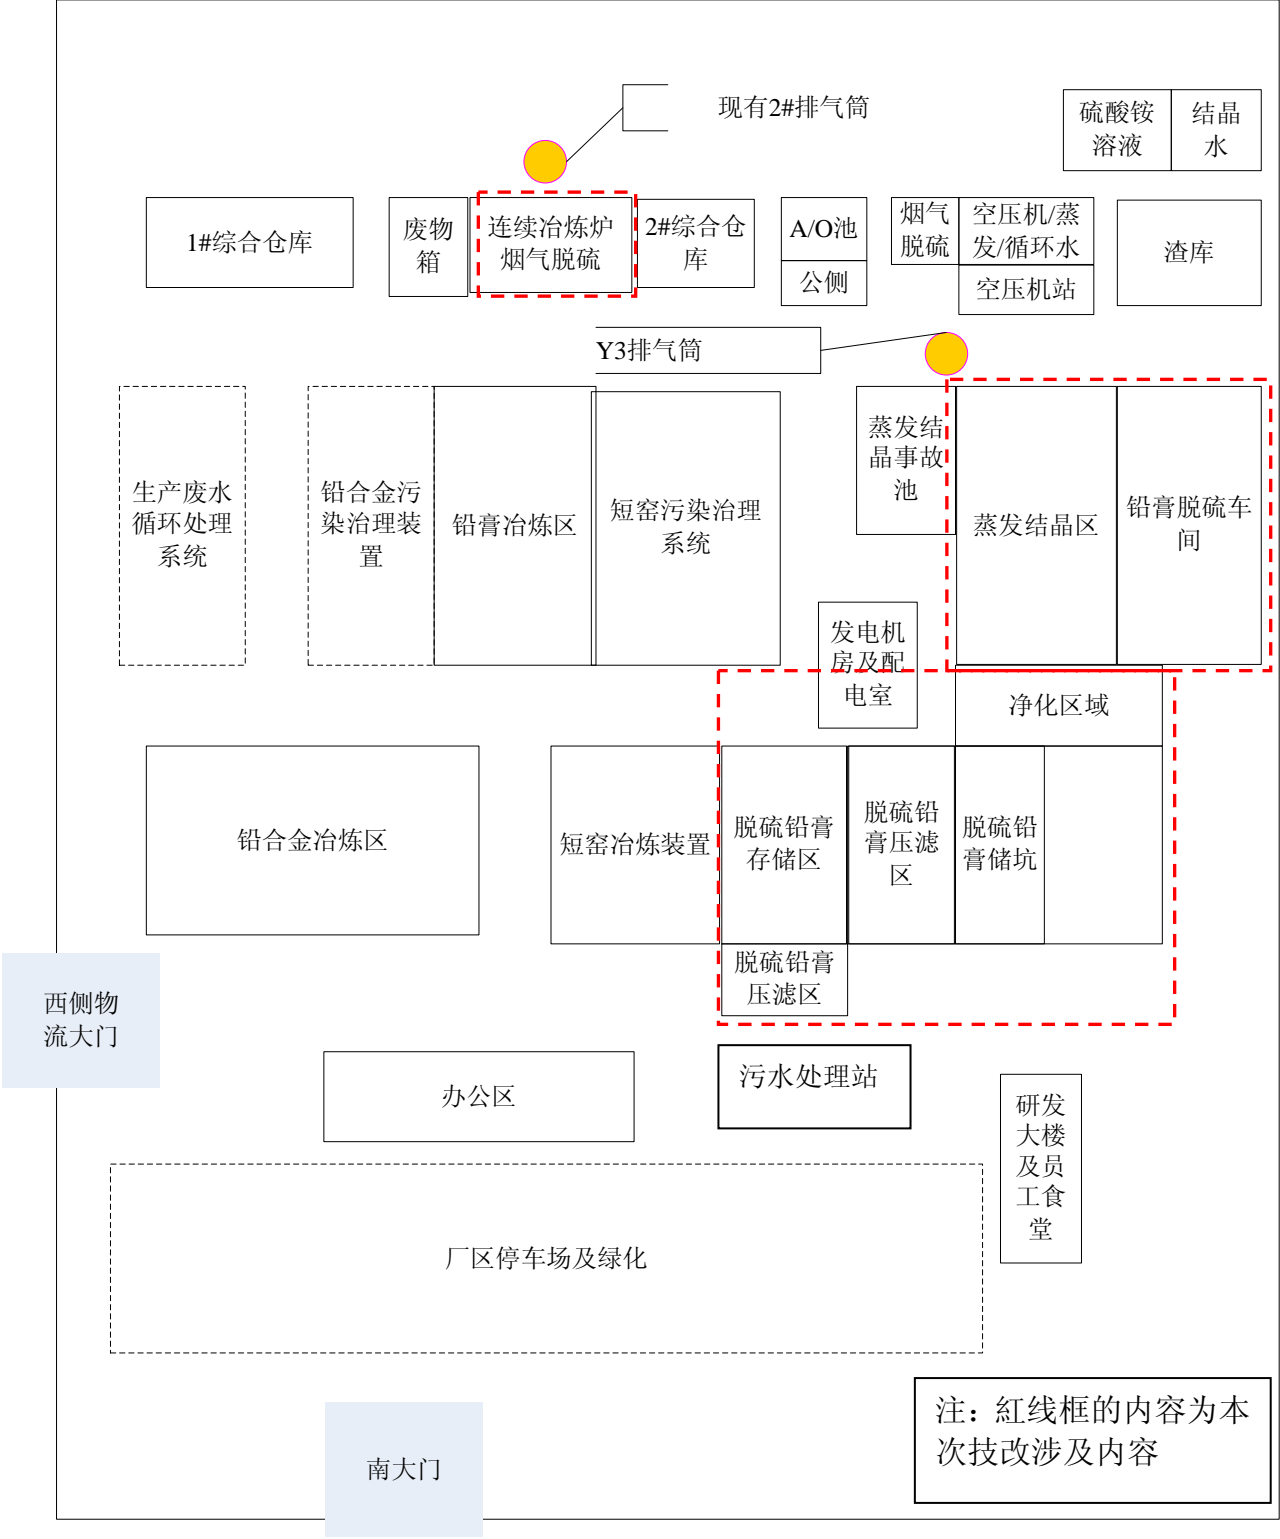 现有2#排气筒
硫酸铵
溶液
结晶
水
1#综合仓库
废物
箱
连续冶炼炉
烟气脱硫
2#综合仓
库
A/O池
公侧
烟气
脱硫
空压机/蒸
发/循环水
空压机站
渣库
Y3排气筒
生产废水
循环处理
系统
铅合金污
染治理装
置
铅膏冶炼区
短窑污染治理
系统
蒸发结
晶事故
池
蒸发结晶区
铅膏脱硫车
间
发电机
房及配
电室
净化区域
铅合金冶炼区
短窑冶炼装置
脱硫铅膏
存储区
脱硫铅
膏压滤
区
脱硫铅
膏储坑
脱硫铅膏
压滤区
西侧物
流大门
办公区
污水处理站
研发
大楼
及员
工食
堂
厂区停车场及绿化
南大门
注：紅线框的内容为本
次技改涉及内容